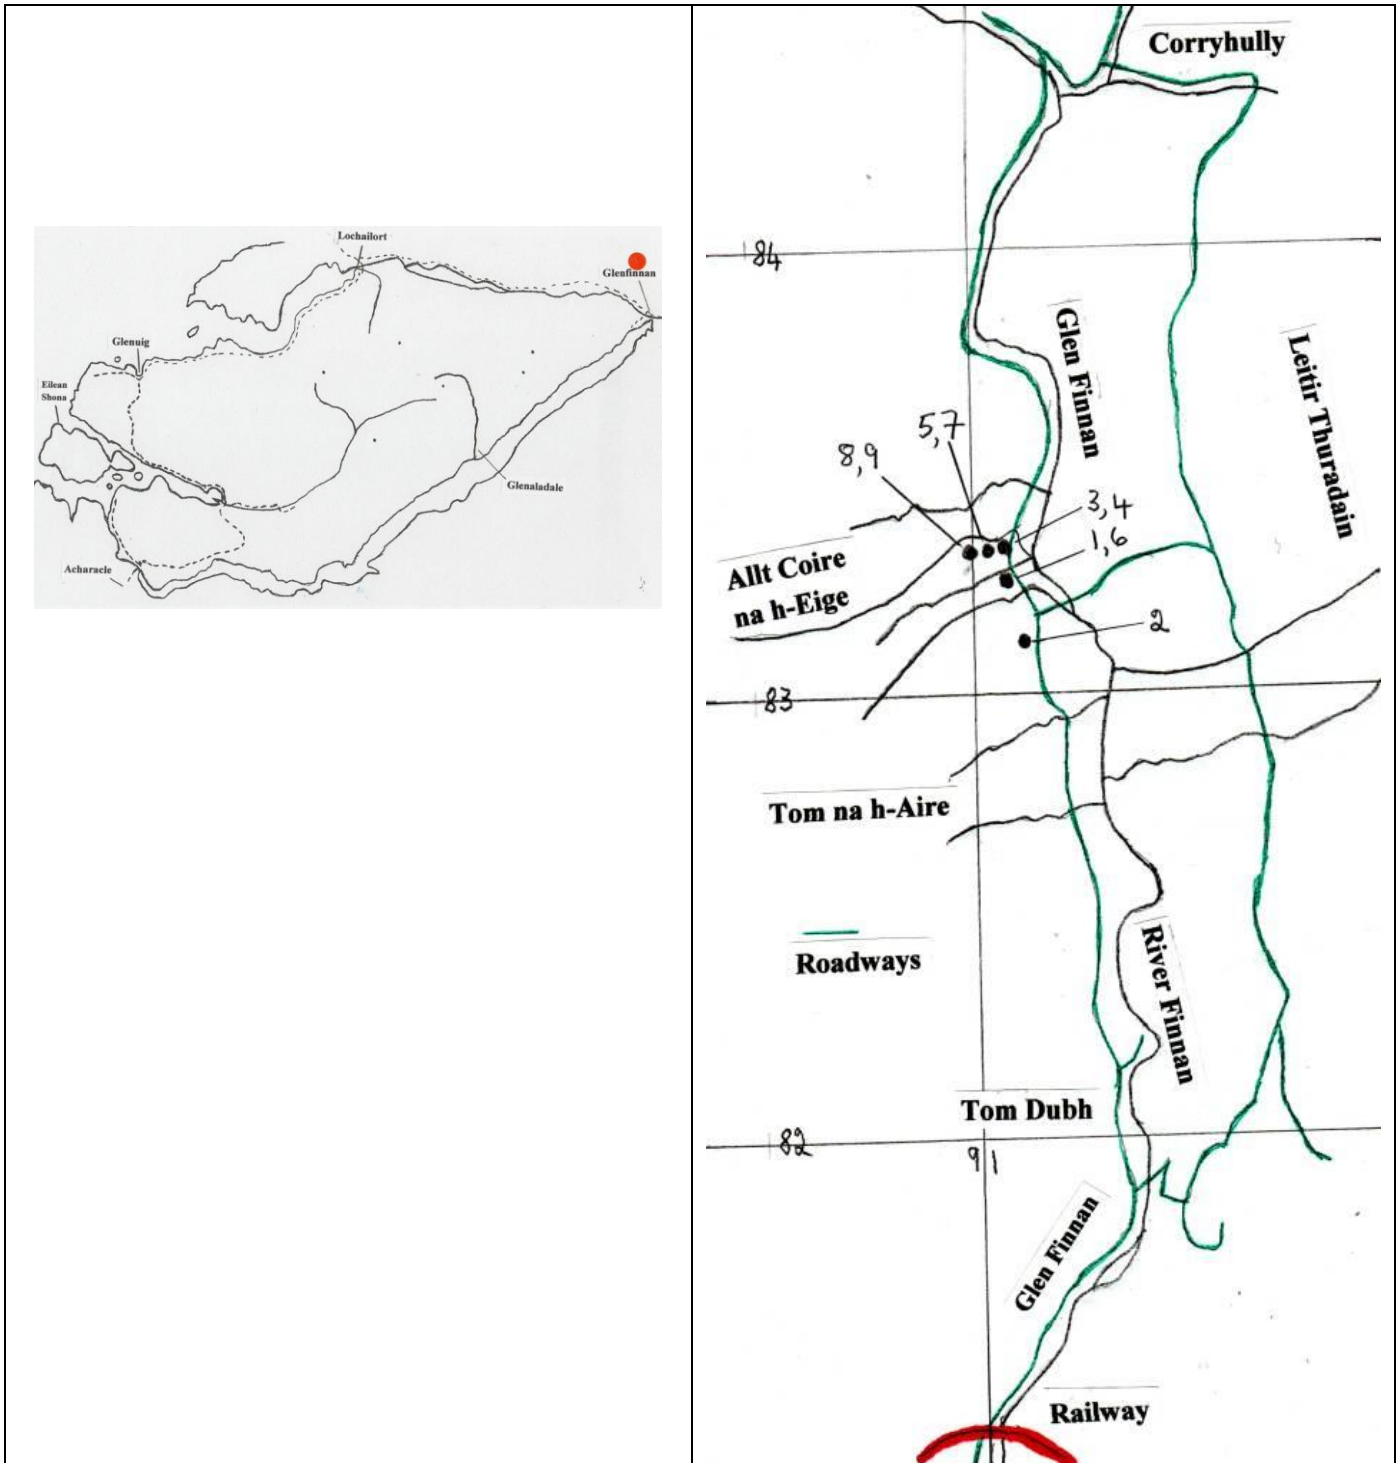 Lochailort
Glenfinnan
Glenuig
Eilean
Shona
Glenaladale
Acharacle
Corryhully
84
Glen Finnan
Leitir Thuradain
5,7
8,9
3,4
1,6
Allt Coire
na h-Eige
2
83
Tom na h-Aire
Roadways
River Finnan
Tom Dubh
82
91
Glen Finnan
Railway